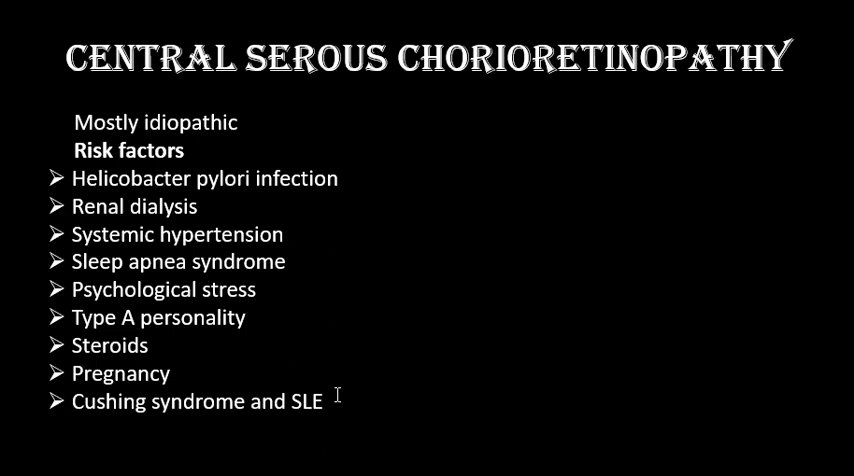 CENTRAL SEROUS CHORIORETINOPATHY
Mostly idiopathic
Risk factors
➢ Helicobacter pylori infection
➢ Renal dialysis
➢ Systemic hypertension
➢ Sleep apnea syndrome
➢ Psychological stress
➢ Type A personality
➢ Steroids
➢ Pregnancy
➢ Cushing syndrome and SLE